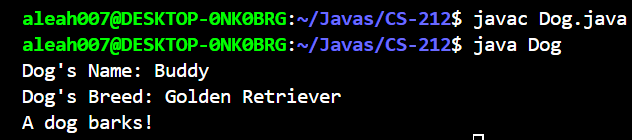 aleah007@DESKTOP-0NK0BRG:~/Javas/CS-212$ javac Dog.java
aleah007@DESKTOP-0NK0BRG:~/Javas/CS-212$ java Dog
Dog's Name: Buddy
Dog's Breed: Golden Retriever
A dog barks!